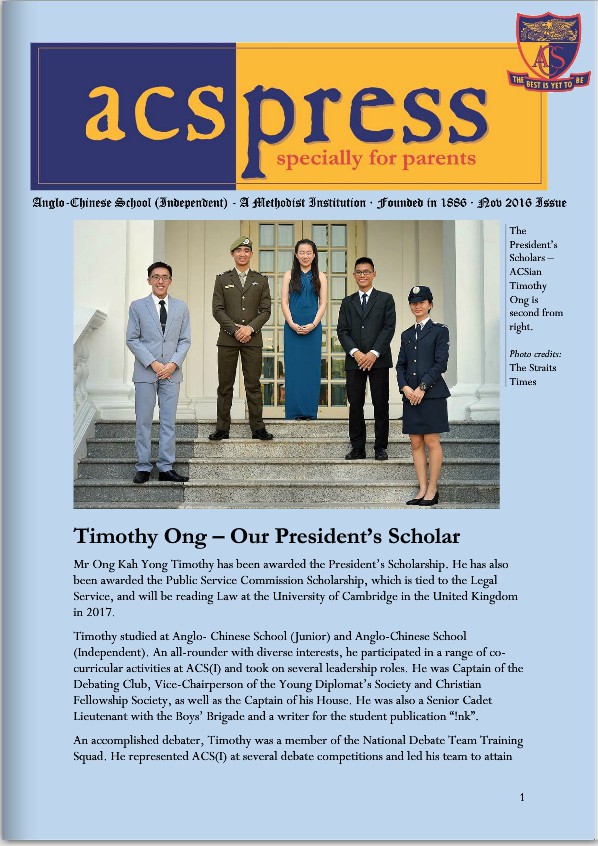 ACS
THE BEST IS YET TO BE
acspress
specially for parents
Anglo-Chinese School (Independent) - A Methodist Institution · Founded in 1886 · Nov 2016 Issue
The
President's
Scholars –
ACSian
Timothy
Ong is
second from
right.
Photo credits:
The Straits
Times
Timothy Ong – Our President's Scholar
Mr Ong Kah Yong Timothy has been awarded the President's Scholarship. He has also
been awarded the Public Service Commission Scholarship, which is tied to the Legal
Service, and will be reading Law at the University of Cambridge in the United Kingdom
in 2017.
Timothy studied at Anglo- Chinese School (Junior) and Anglo-Chinese School
(Independent). An all-rounder with diverse interests, he participated in a range of co-
curricular activities at ACS(I) and took on several leadership roles. He was Captain of the
Debating Club, Vice-Chairperson of the Young Diplomat's Society and Christian
Fellowship Society, as well as the Captain of his House. He was also a Senior Cadet
Lieutenant with the Boys' Brigade and a writer for the student publication “!nk”.
An accomplished debater, Timothy was a member of the National Debate Team Training
Squad. He represented ACS(I) at several debate competitions and led his team to attain
1